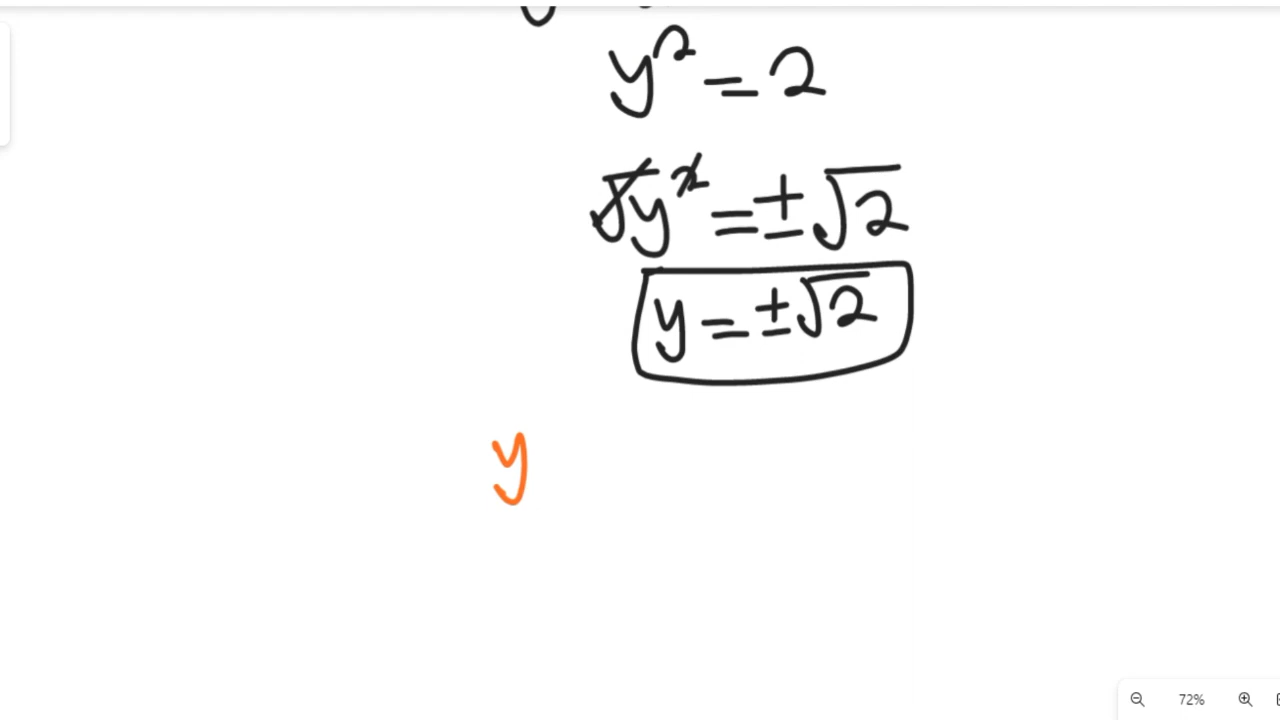 y² = 2
√y² = ±√2
y = ±√2
y
72%